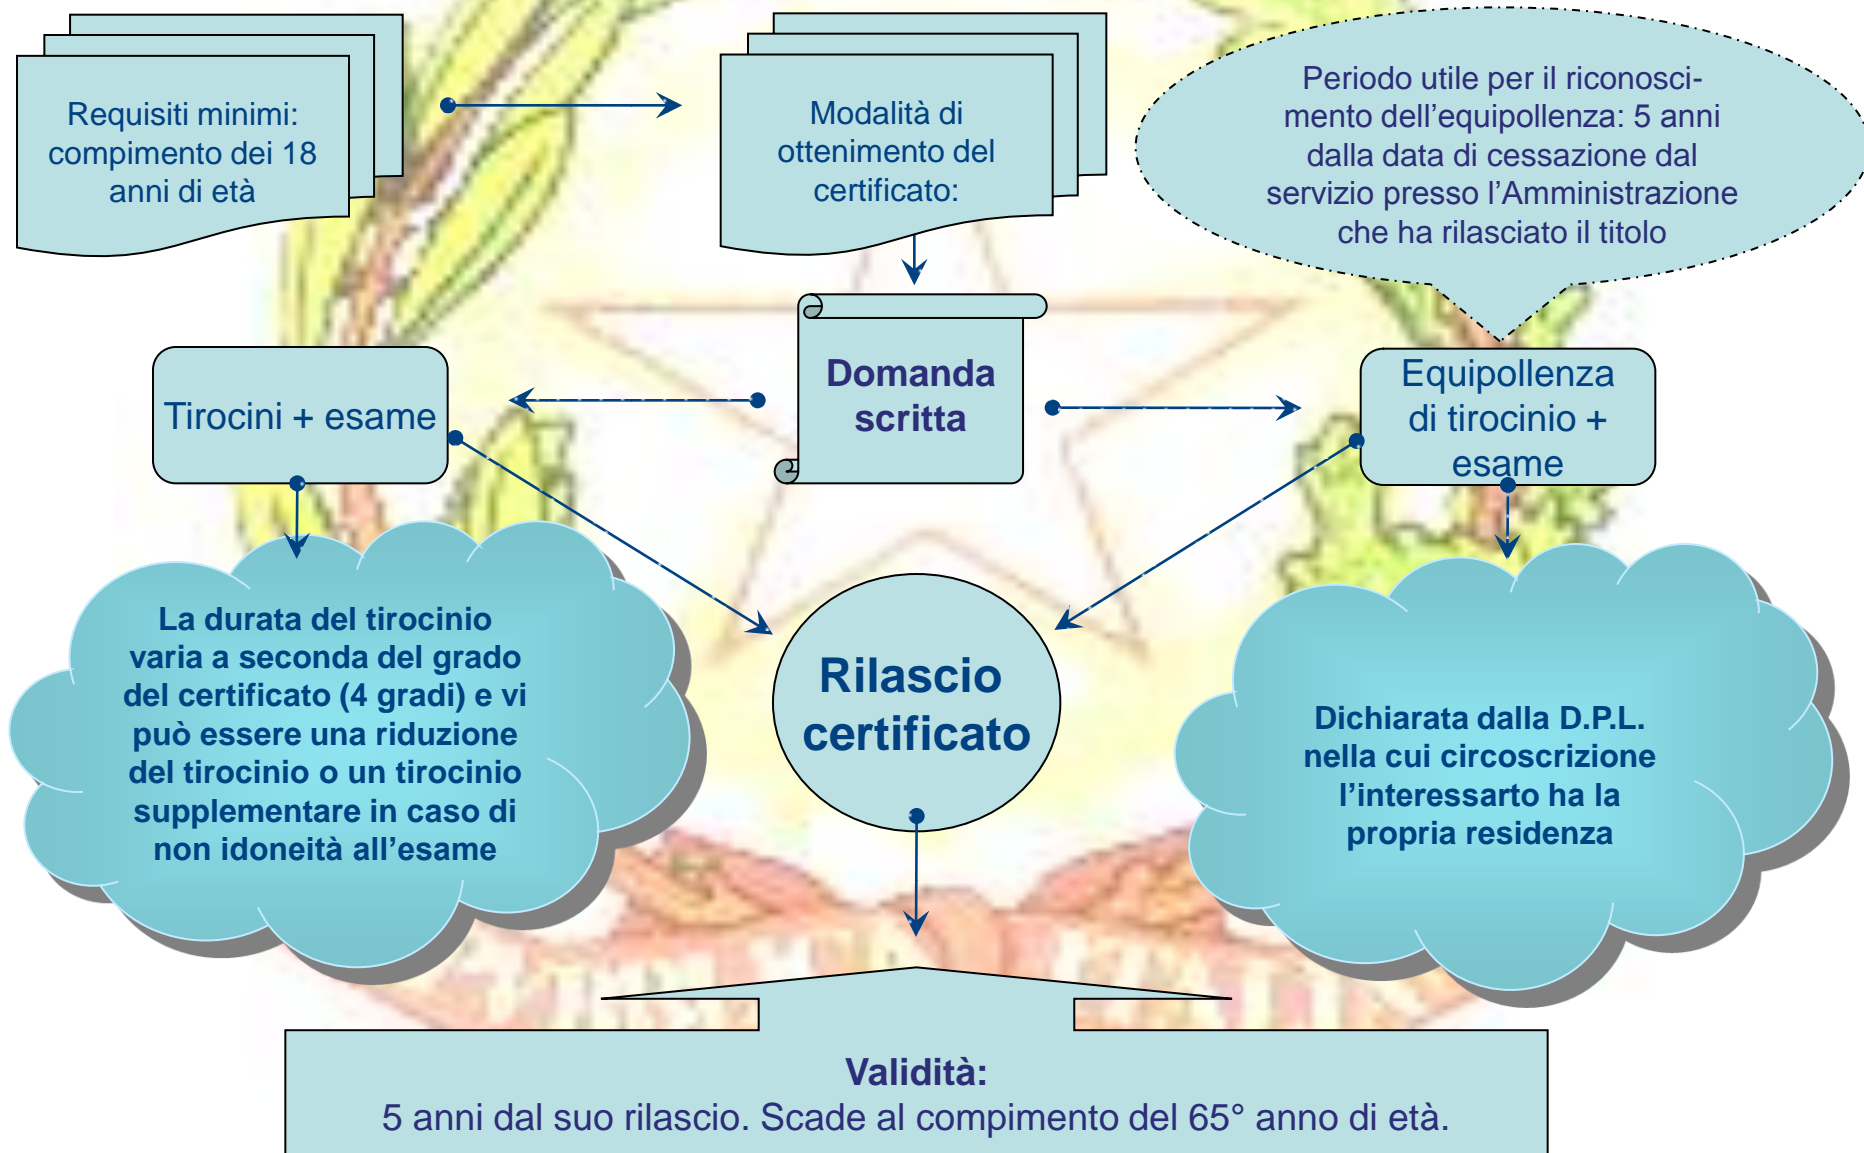 Requisiti minimi:
compimento dei 18
anni di età
Modalità di
ottenimento del
certificato:
Periodo utile per il riconosci-
mento dell’equipollenza: 5 anni
dalla data di cessazione dal
servizio presso l’Amministrazione
che ha rilasciato il titolo
Domanda
scritta
Tirocini + esame
Equipollenza
di tirocinio +
esame
La durata del tirocinio
varia a seconda del grado
del certificato (4 gradi) e vi
può essere una riduzione
del tirocinio o un tirocinio
supplementare in caso di
non idoneità all’esame
Rilascio
certificato
Dichiarata dalla D.P.L.
nella cui circoscrizione
l’interessarto ha la
propria residenza
Validità:
5 anni dal suo rilascio. Scade al compimento del 65° anno di età.